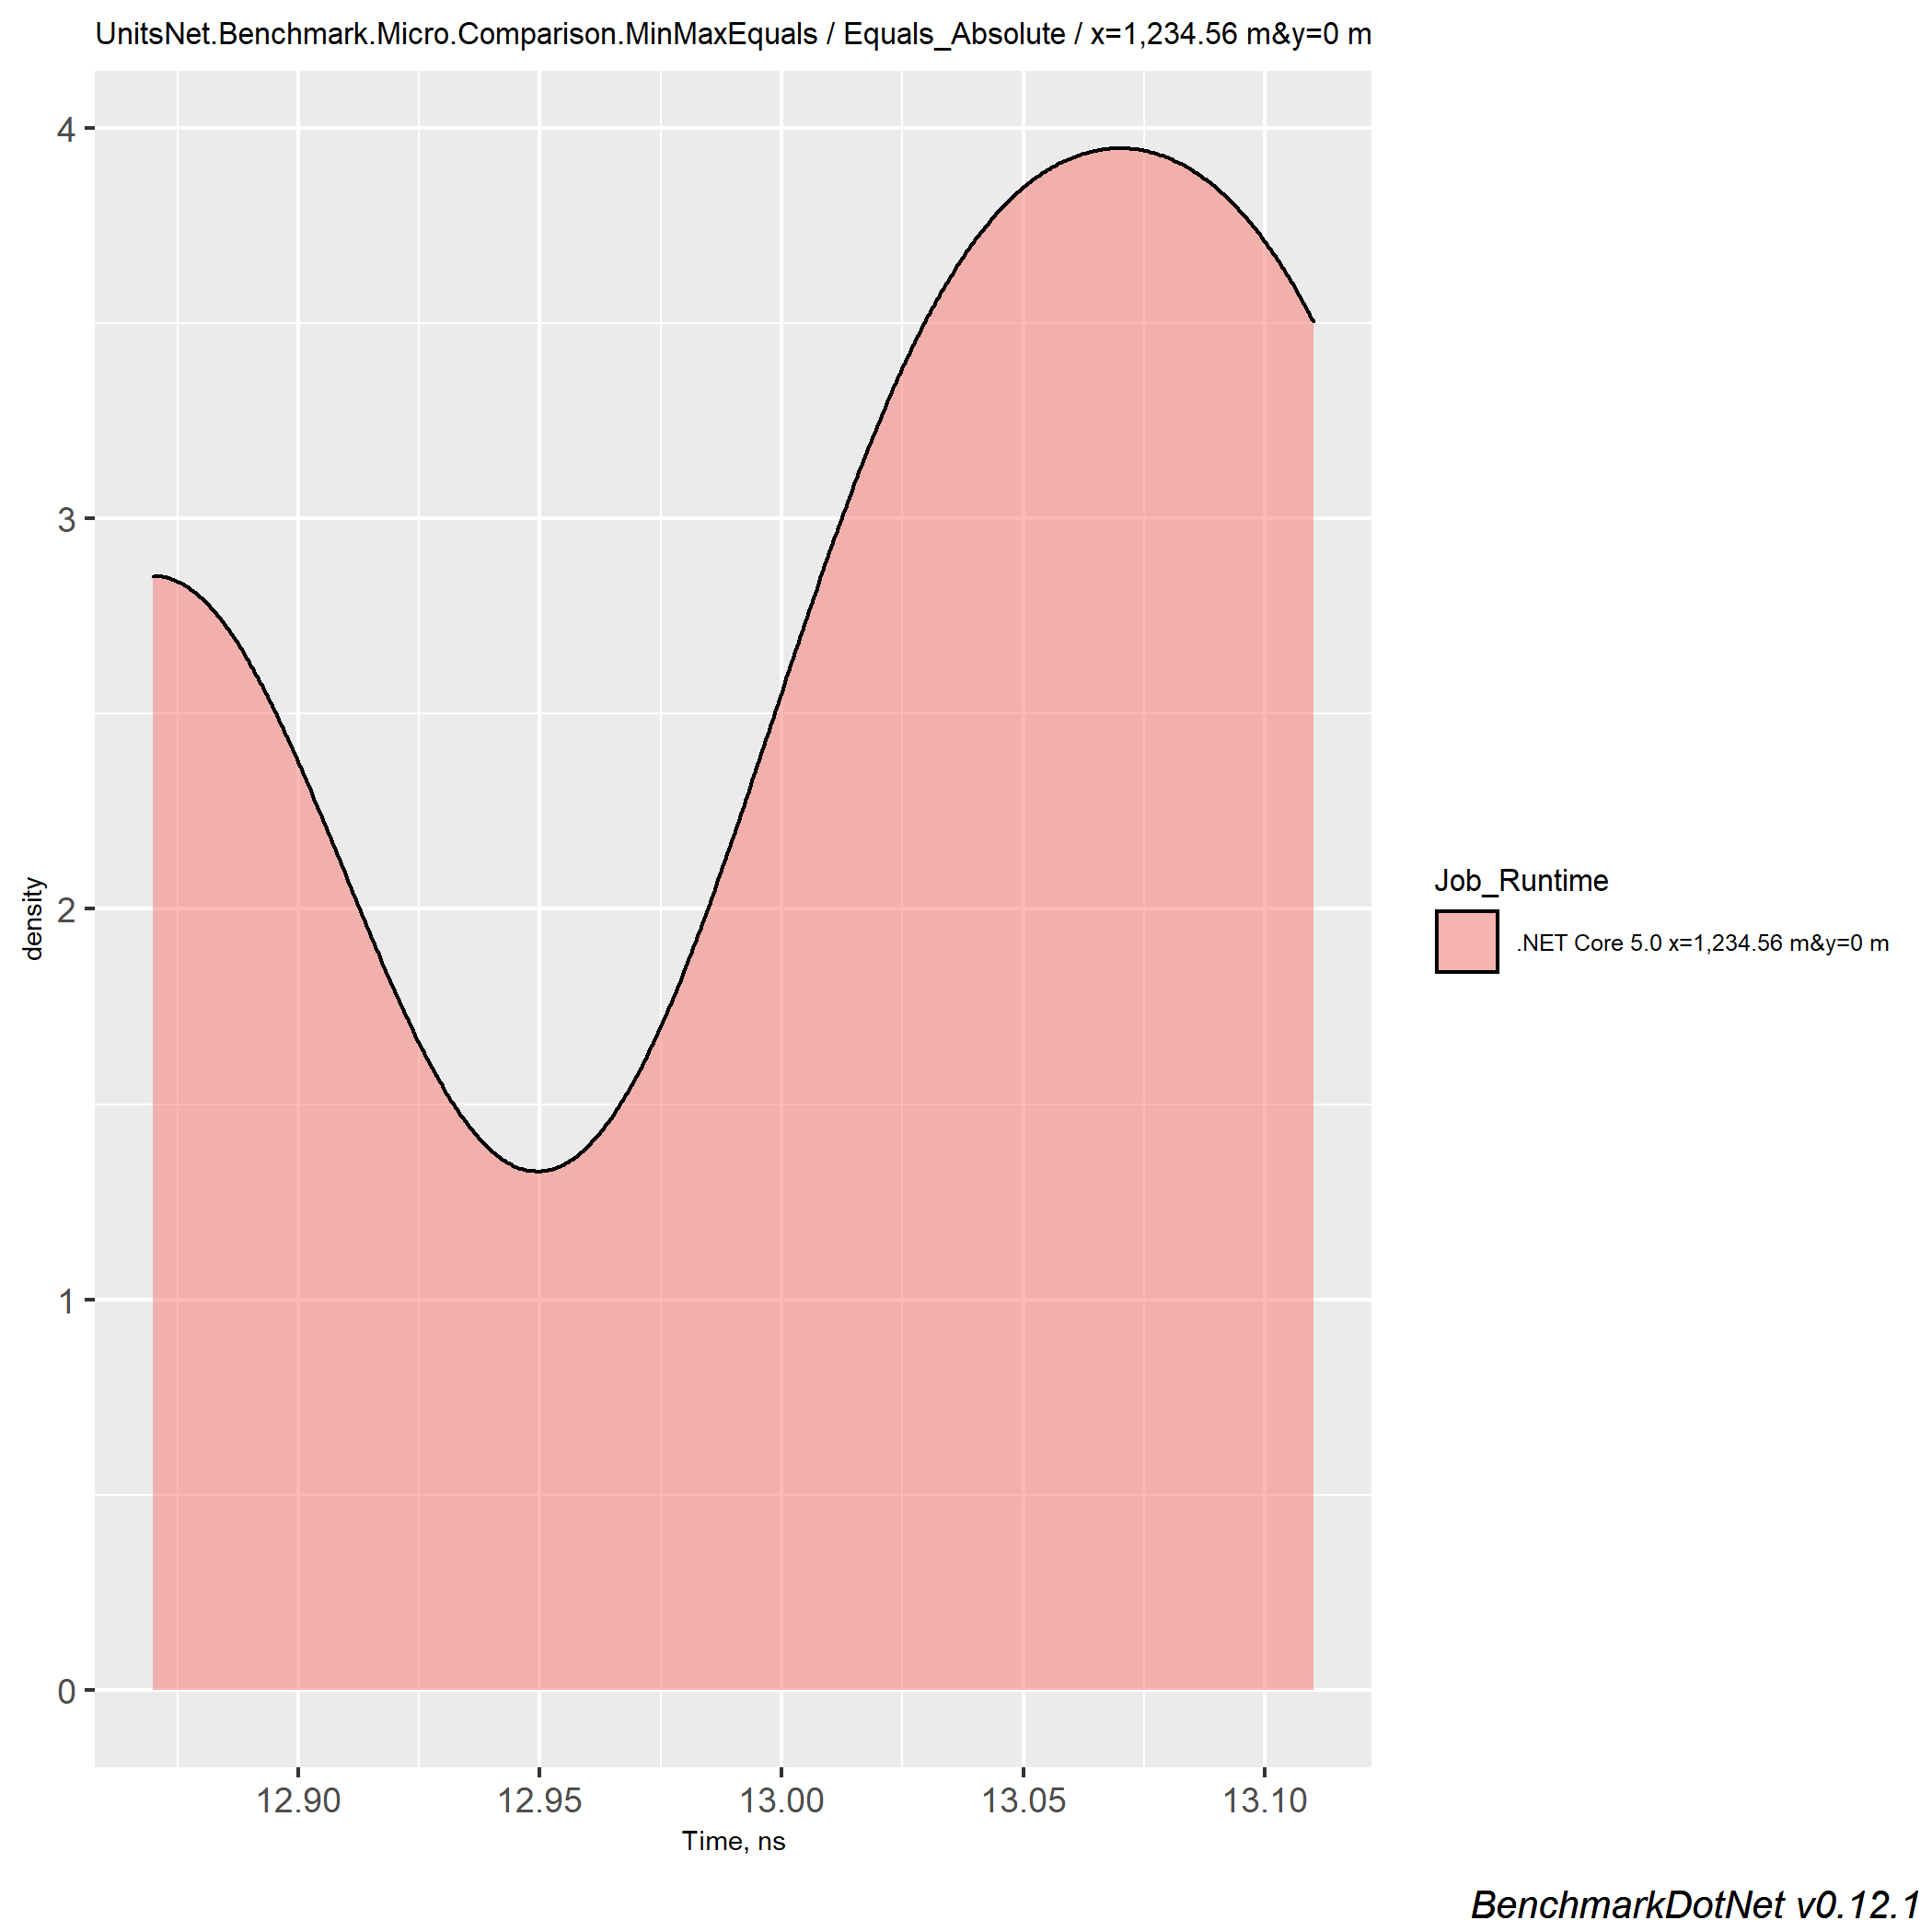 UnitsNet.Benchmark.Micro.Comparison.MinMaxEquals / Equals_Absolute / x=1,234.56 m&y=0 m
4
3
2
1
0
density
12.90 12.95 13.00 13.05 13.10
Time, ns
Job_Runtime
.NET Core 5.0 x=1,234.56 m&y=0 m
BenchmarkDotNet v0.12.1